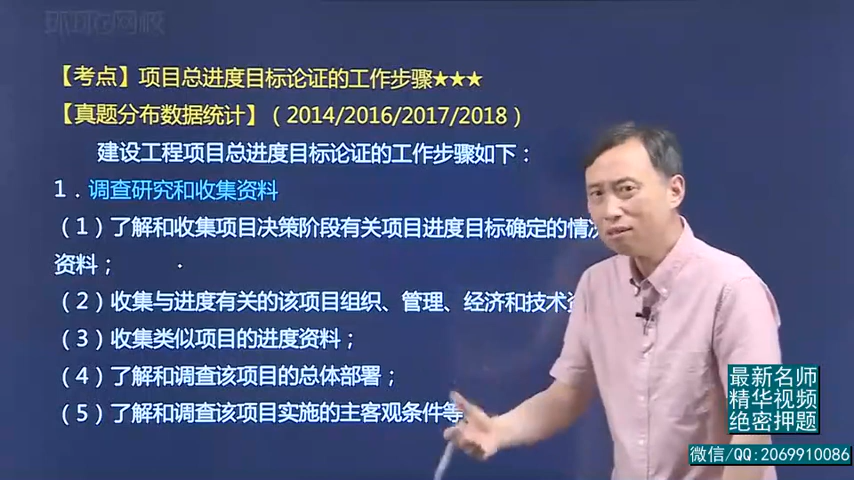 环球网校
【考点】项目总进度目标论证的工作步骤★★★
【真题分布数据统计】（2014/2016/2017/2018）
建设工程项目总进度目标论证的工作步骤如下：
1．调查研究和收集资料
（1）了解和收集项目决策阶段有关项目进度目标确定的情况
资料；
（2）收集与进度有关的该项目组织、管理、经济和技术资
（3）收集类似项目的进度资料；
（4）了解和调查该项目的总体部署；
（5）了解和调查该项目实施的主客观条件等
最新名师
精华视频
绝密押题
微信/QQ:2069910086